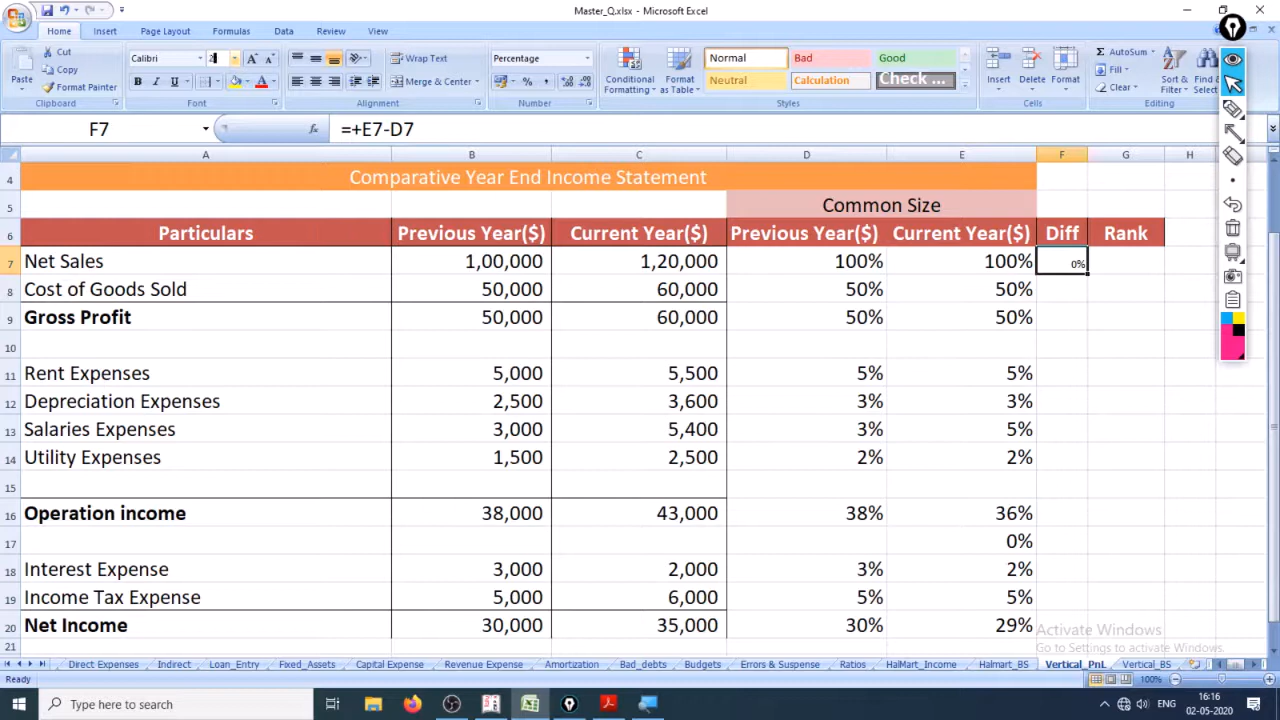 Master_Q.xlsx - Microsoft Excel
Home Insert Page Layout Formulas Data Review View
Paste Cut Copy Format Painter Clipboard
Calibri B I U A A Font
Wrap Text Merge & Center Alignment
Percentage % , Number
Conditional Formatting Format as Table
Normal Bad Good
Neutral Calculation Check ...
Styles
Insert Delete Format Cells
AutoSum Fill Clear Sort & Filter Find Select Editing
F7 fx =+E7-D7
A B C D E F G H I
4 Comparative Year End Income Statement
5 Common Size
6 Particulars Previous Year($) Current Year($) Previous Year($) Current Year($) Diff Rank
7 Net Sales 1,00,000 1,20,000 100% 100% 0%
8 Cost of Goods Sold 50,000 60,000 50% 50%
9 Gross Profit 50,000 60,000 50% 50%
10
11 Rent Expenses 5,000 5,500 5% 5%
12 Depreciation Expenses 2,500 3,600 3% 3%
13 Salaries Expenses 3,000 5,400 3% 5%
14 Utility Expenses 1,500 2,500 2% 2%
15
16 Operation income 38,000 43,000 38% 36%
17 0%
18 Interest Expense 3,000 2,000 3% 2%
19 Income Tax Expense 5,000 6,000 5% 5%
20 Net Income 30,000 35,000 30% 29%
21
Activate Windows
Go to Settings to activate Windows.
Direct Expenses Indirect Loan_Entry Fixed_Assets Capital Expense Revenue Expense Amortization Bad_debts Budgets Errors & Suspense Ratios HalMart_Income Halmart_BS Vertical_PnL Vertical_BS
Ready 100%
Type here to search
ENG
16:16
02-05-2020